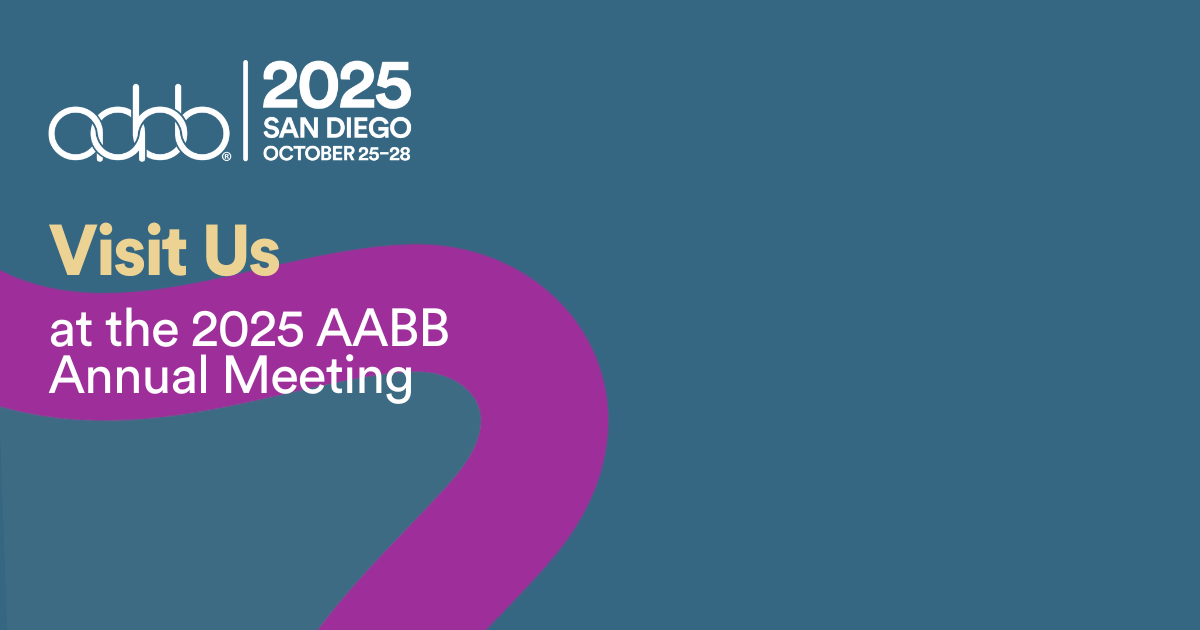 aabb®
2025
SAN DIEGO
OCTOBER 25–28
Visit Us
at the 2025 AABB
Annual Meeting